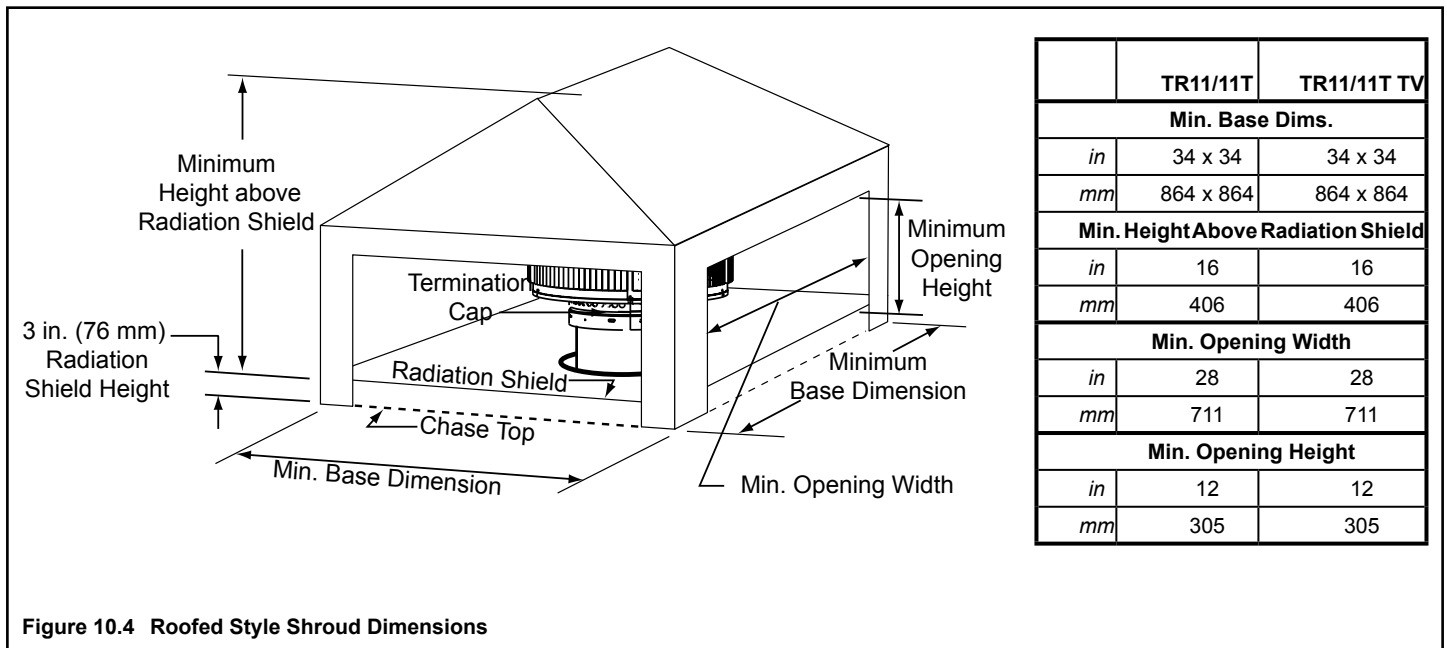 Minimum
Height above
Radiation Shield
3 in. (76 mm)
Radiation
Shield Height
Termination
Cap
Radiation Shield
Chase Top
Min. Base Dimension
Minimum
Opening
Height
Minimum
Base Dimension
Min. Opening Width
TR11/11T TR11/11T TV
Min. Base Dims.
in 34 x 34 34 x 34
mm 864 x 864 864 x 864
Min. Height Above Radiation Shield
in 16 16
mm 406 406
Min. Opening Width
in 28 28
mm 711 711
Min. Opening Height
in 12 12
mm 305 305
Figure 10.4 Roofed Style Shroud Dimensions